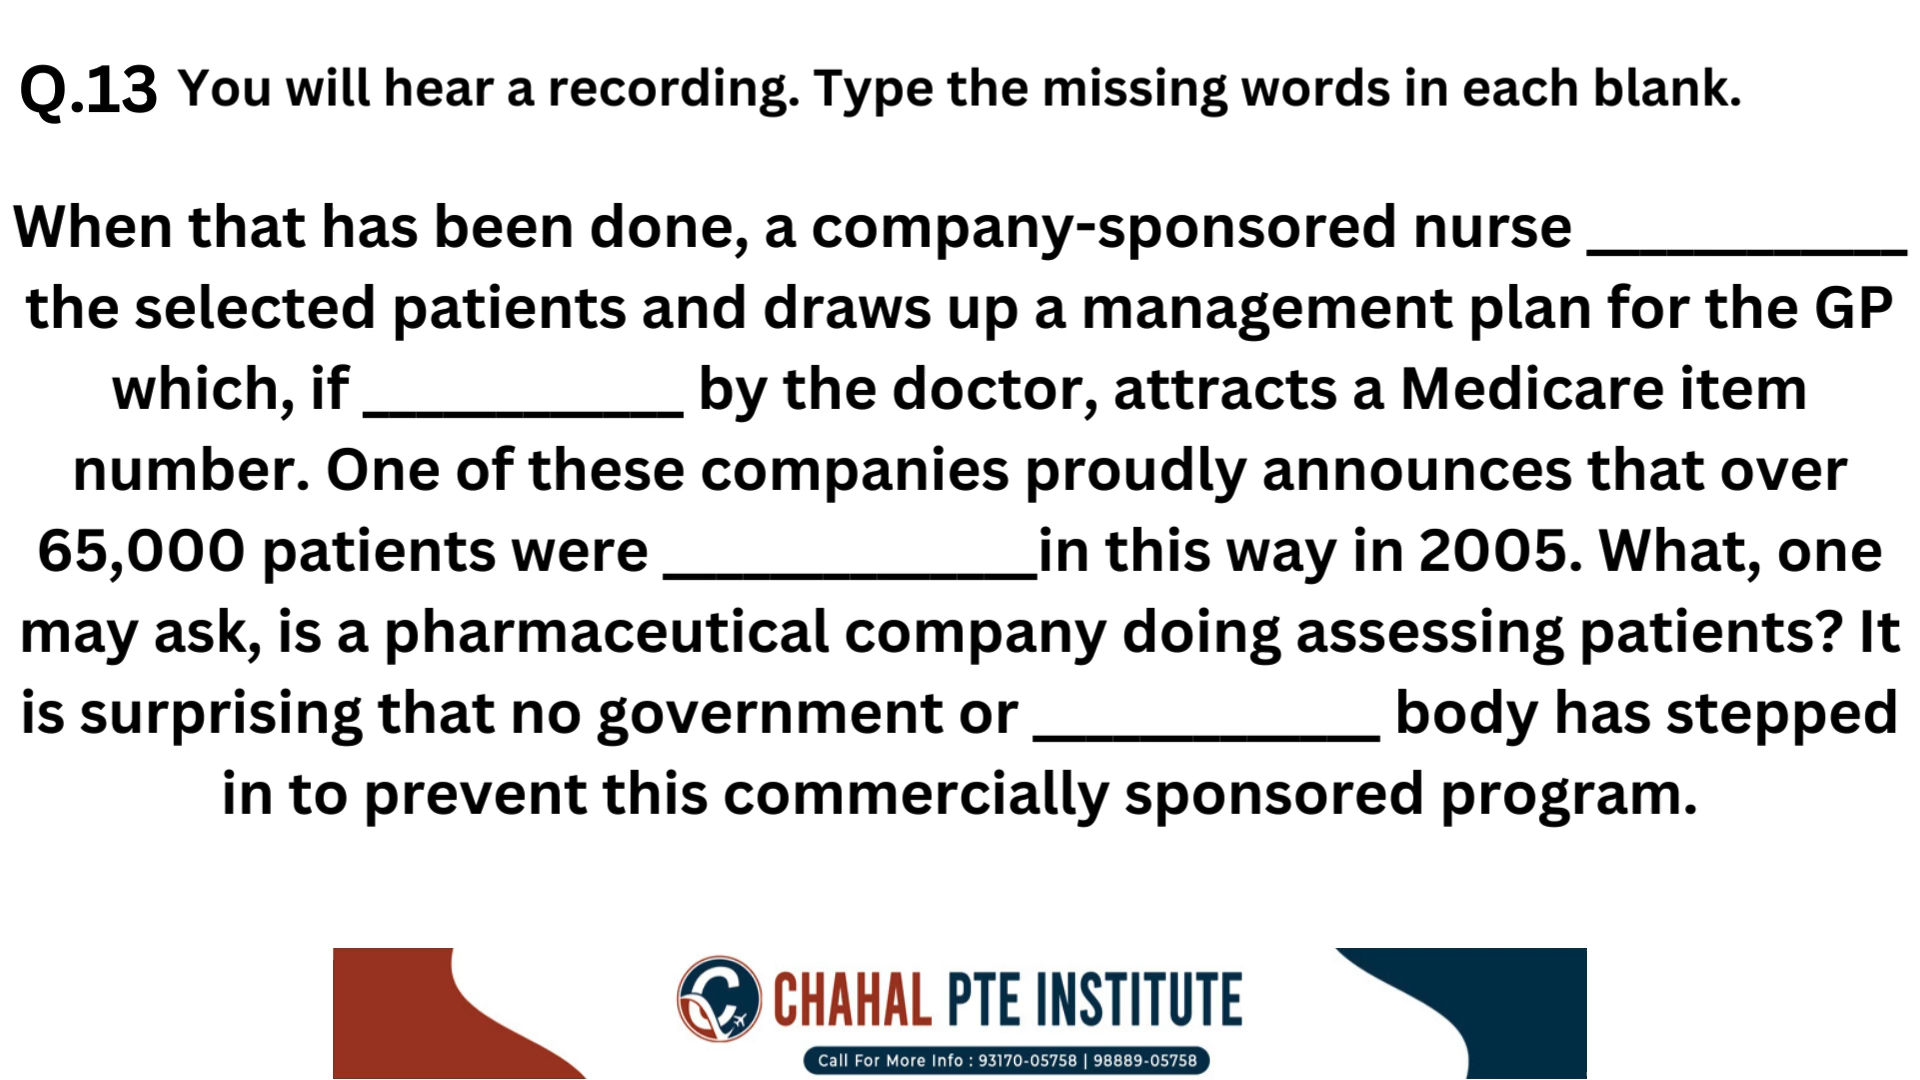 Q.13 You will hear a recording. Type the missing words in each blank.
When that has been done, a company-sponsored nurse ____________
the selected patients and draws up a management plan for the GP
which, if ____________ by the doctor, attracts a Medicare item
number. One of these companies proudly announces that over
65,000 patients were ______________in this way in 2005. What, one
may ask, is a pharmaceutical company doing assessing patients? It
is surprising that no government or _____________ body has stepped
in to prevent this commercially sponsored program.
CHAHAL PTE INSTITUTE
Call For More Info : 93170-05758 | 98889-05758